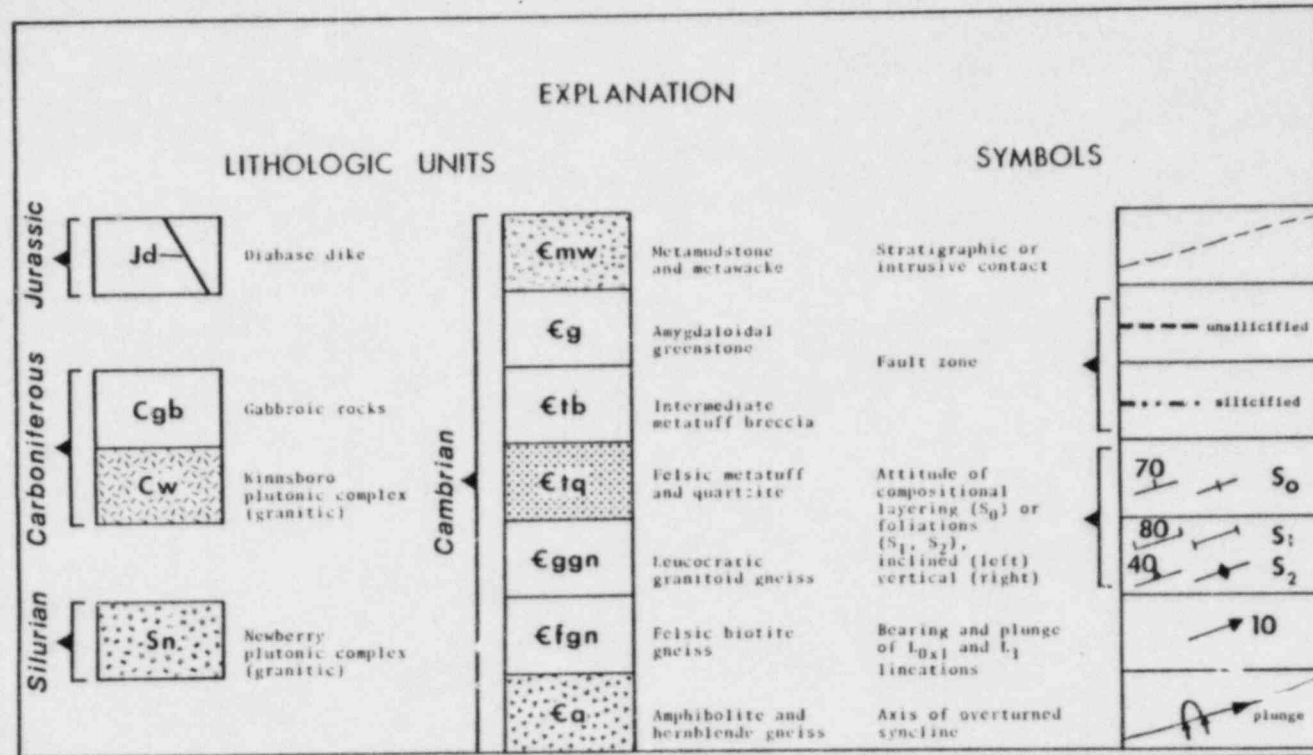 EXPLANATION
LITHOLOGIC UNITS
Jurassic
Jd
Diabase dike
Carboniferous
Cgb
Gabbroic rocks
Cw
Winnsboro
plutonic complex
(granitic)
Silurian
Sn
Newberry
plutonic complex
(granitic)
Cambrian
€mw
Metamudstone
and metawacke
€g
Amygdaloidal
greenstone
€tb
Intermediate
metatuff breccia
€tq
Felsic metatuff
and quartzite
€ggn
Leucocratic
granitoid gneiss
€fgn
Felsic biotite
gneiss
€a
Amphibolite and
hornblende gneiss
SYMBOLS
Stratigraphic or
intrusive contact
Fault zone
unsilicified
silicified
Attitude of
compositional
layering (S₀) or
foliations
(S₁, S₂),
inclined (left)
vertical (right)
70 S₀
80 S₁
40 S₂
Bearing and plunge
of L₀ₓ₁ and L₁
lineations
10
Axis of overturned
syncline
plunge